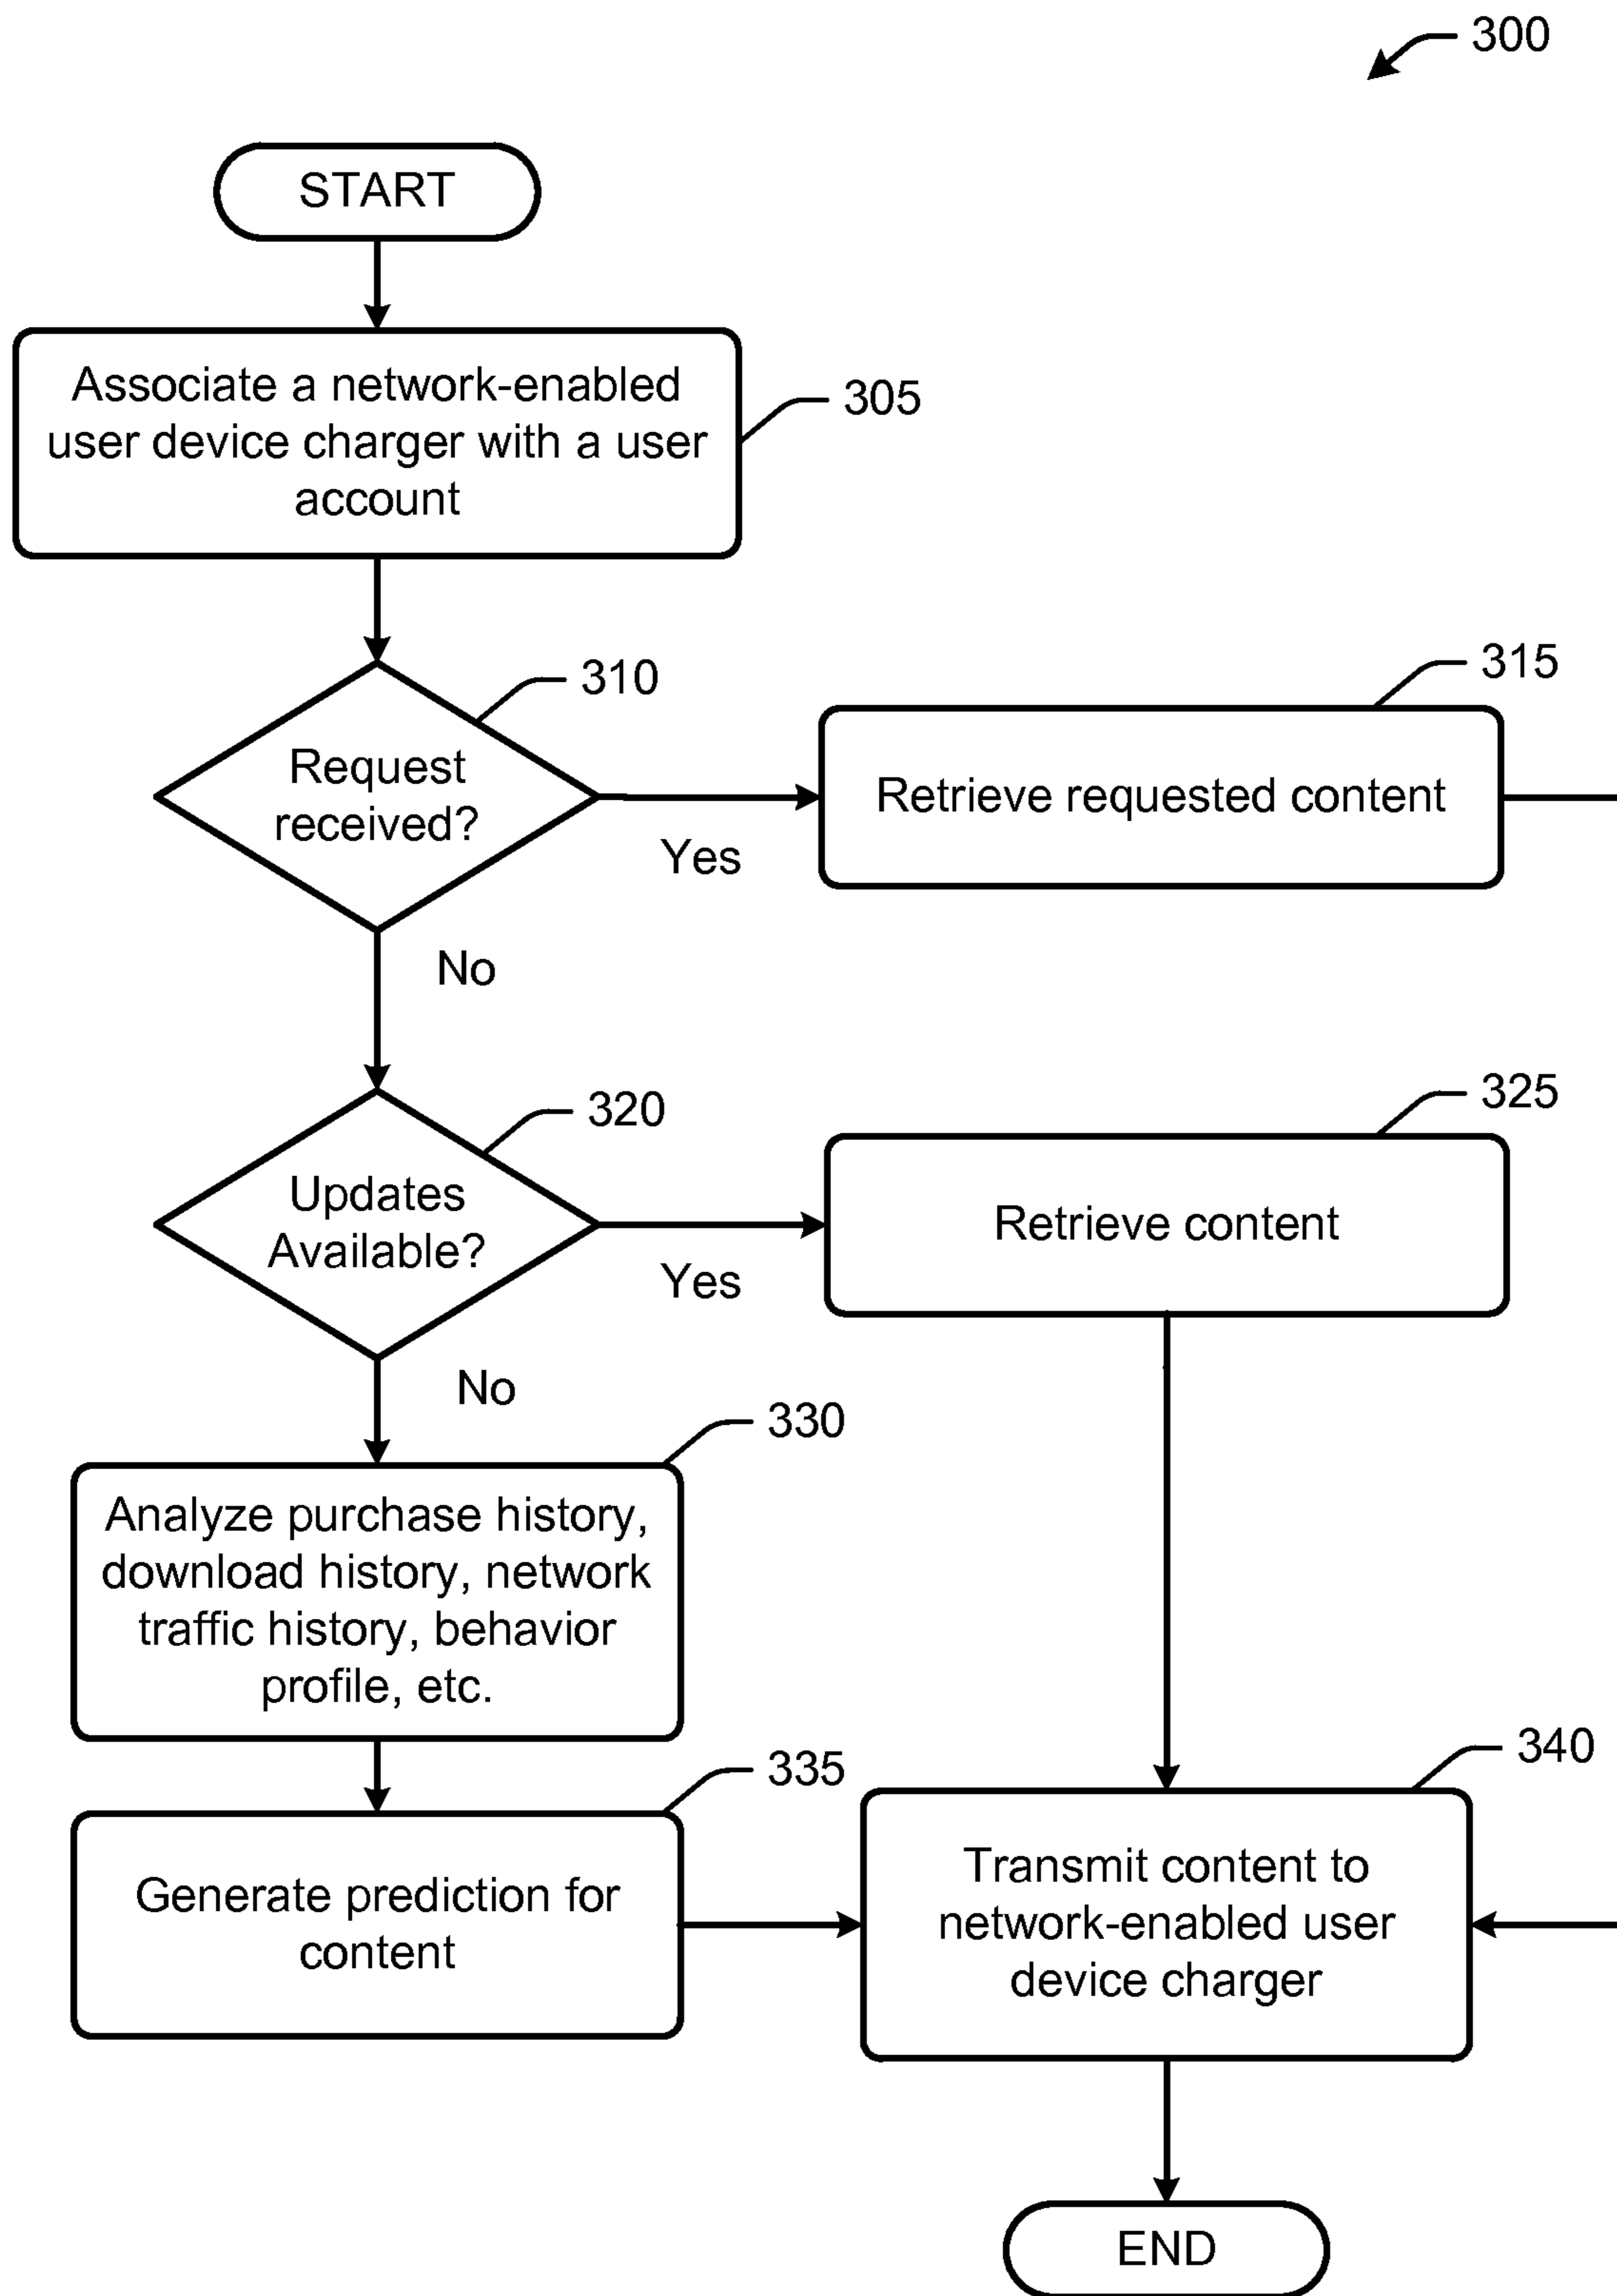 300
START
Associate a network-enabled
user device charger with a user
account
305
310
Request
received?
Yes
315
Retrieve requested content
No
320
Updates
Available?
Yes
325
Retrieve content
No
330
Analyze purchase history,
download history, network
traffic history, behavior
profile, etc.
335
Generate prediction for
content
340
Transmit content to
network-enabled user
device charger
END